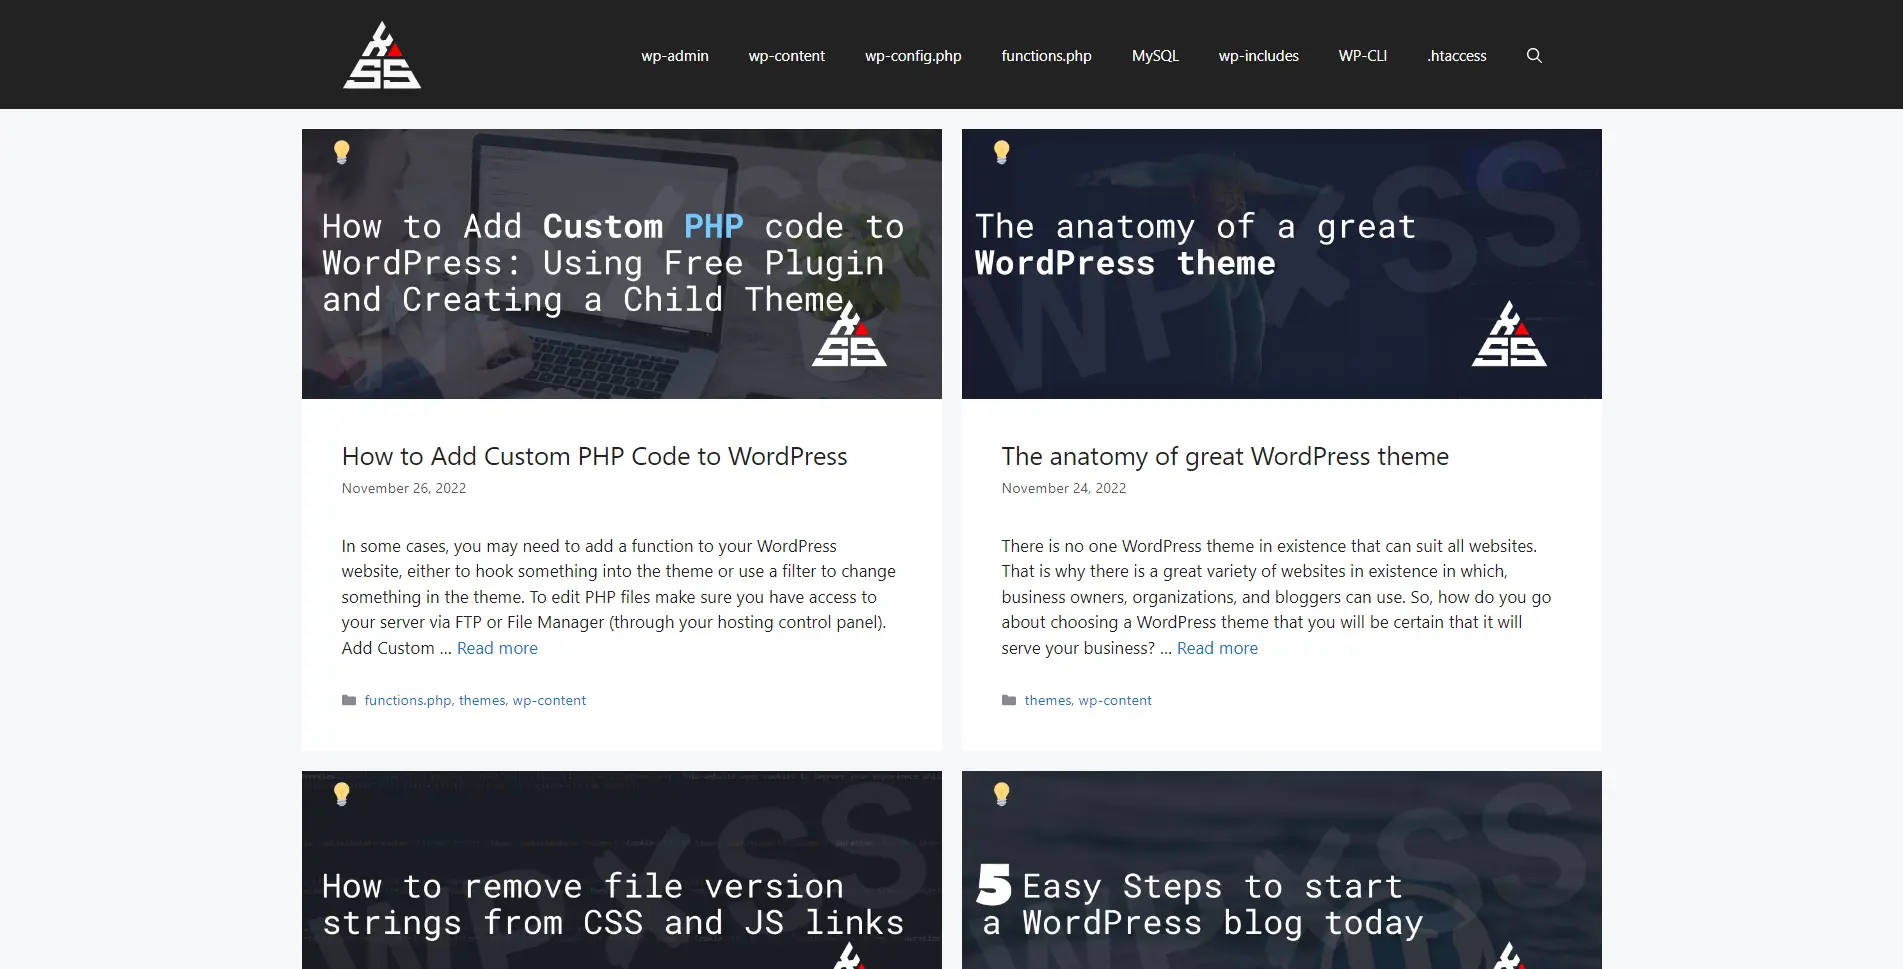 XSS
wp-admin
wp-content
wp-config.php
functions.php
MySQL
wp-includes
WP-CLI
.htaccess
How to Add Custom PHP code to
WordPress: Using Free Plugin
and Creating a Child Theme
XSS
How to Add Custom PHP Code to WordPress
November 26, 2022
In some cases, you may need to add a function to your WordPress
website, either to hook something into the theme or use a filter to change
something in the theme. To edit PHP files make sure you have access to
your server via FTP or File Manager (through your hosting control panel).
Add Custom ... Read more
functions.php, themes, wp-content
The anatomy of a great
WordPress theme
WPXSS
XSS
The anatomy of great WordPress theme
November 24, 2022
There is no one WordPress theme in existence that can suit all websites.
That is why there is a great variety of websites in existence in which,
business owners, organizations, and bloggers can use. So, how do you go
about choosing a WordPress theme that you will be certain that it will
serve your business? ... Read more
themes, wp-content
How to remove file version
strings from CSS and JS links
WPXSS
5 Easy Steps to start
a WordPress blog today
WPXSS